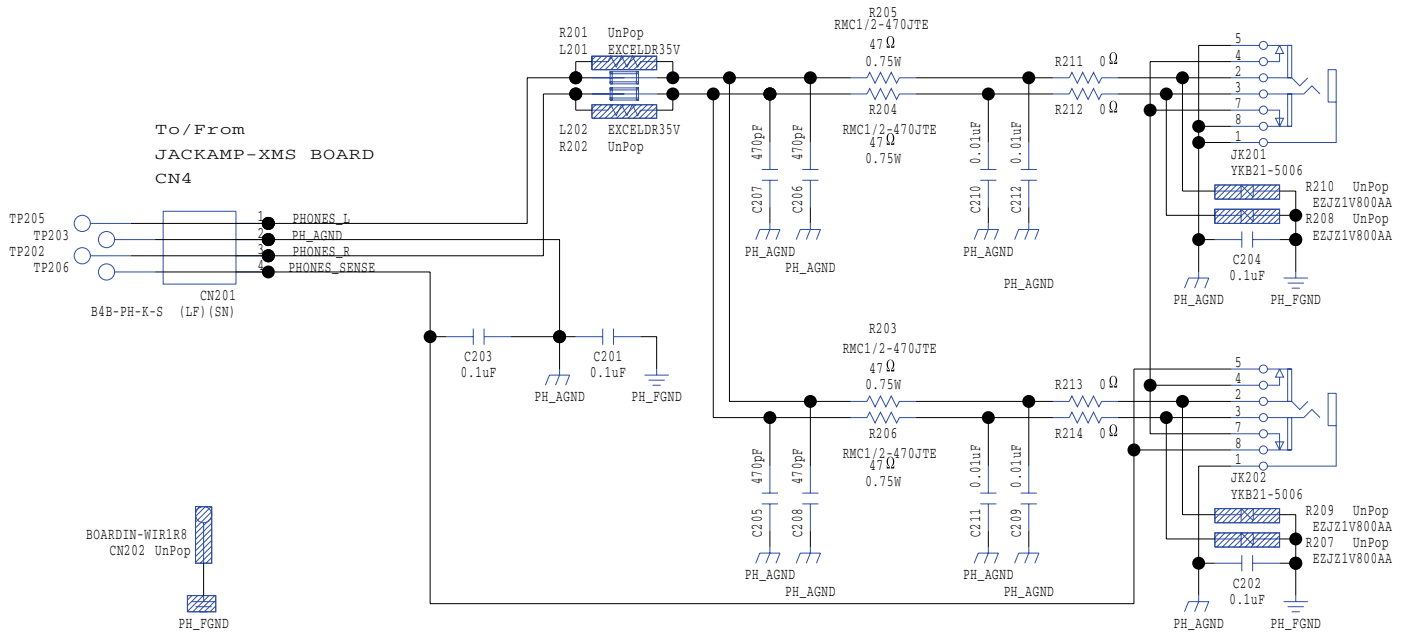 To/From
JACKAMP-XMS BOARD
CN4
TP205
TP203
TP202
TP206
1 PHONES_L
2 PH_AGND
3 PHONES_R
4 PHONES_SENSE
CN201
B4B-PH-K-S (LF)(SN)
R201 UnPop
L201 EXCELDR35V
L202 EXCELDR35V
R202 UnPop
C203
0.1uF
C201
0.1uF
PH_AGND
PH_FGND
BOARDIN-WIR1R8
CN202 UnPop
PH_FGND
R205
RMC1/2-470JTE
47Ω
0.75W
R204
RMC1/2-470JTE
47Ω
0.75W
C207 470pF
C206 470pF
C210 0.01uF
C212 0.01uF
PH_AGND
PH_AGND
PH_AGND
PH_AGND
R211 0Ω
R212 0Ω
5
4
2
3
7
8
1
JK201
YKB21-5006
R210 UnPop
EZJZ1V800AA
R208 UnPop
EZJZ1V800AA
C204
0.1uF
PH_AGND
PH_FGND
R203
RMC1/2-470JTE
47Ω
0.75W
R206
RMC1/2-470JTE
47Ω
0.75W
C205 470pF
C208 470pF
C211 0.01uF
C209 0.01uF
PH_AGND
PH_AGND
PH_AGND
PH_AGND
R213 0Ω
R214 0Ω
5
4
2
3
7
8
1
JK202
YKB21-5006
R209 UnPop
EZJZ1V800AA
R207 UnPop
EZJZ1V800AA
C202
0.1uF
PH_AGND
PH_FGND